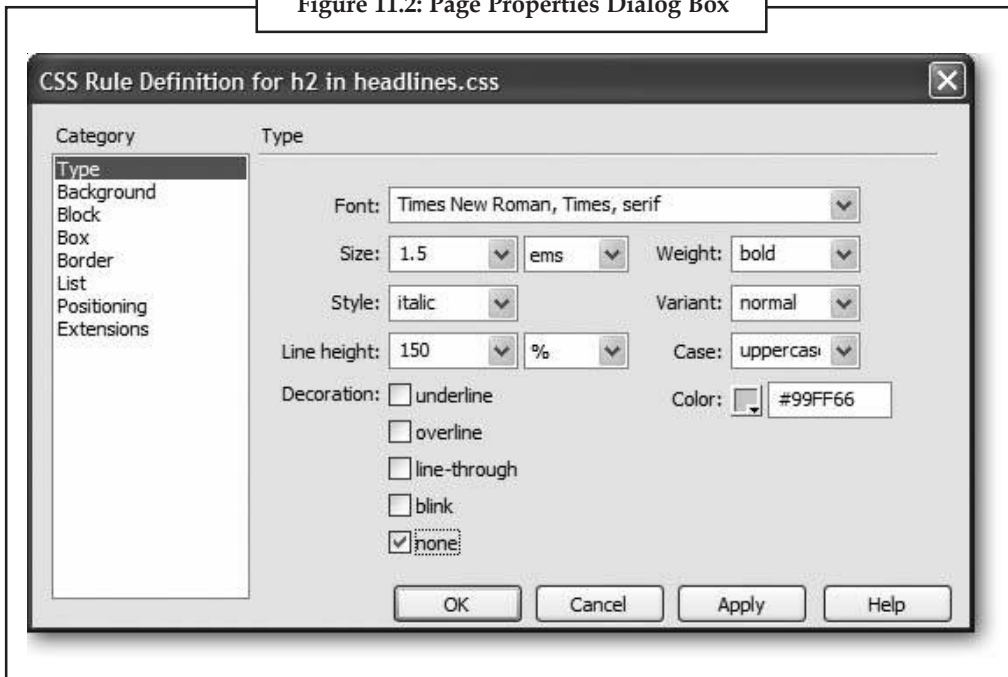 Figure 11.2: Page Properties Dialog Box
CSS Rule Definition for h2 in headlines.css
Category
Type
Type
Background
Block
Box
Border
List
Positioning
Extensions
Font: Times New Roman, Times, serif
Size: 1.5 ems Weight: bold
Style: italic Variant: normal
Line height: 150 % Case: uppercas
Decoration: underline Color: #99FF66
overline
line-through
blink
none
OK Cancel Apply Help